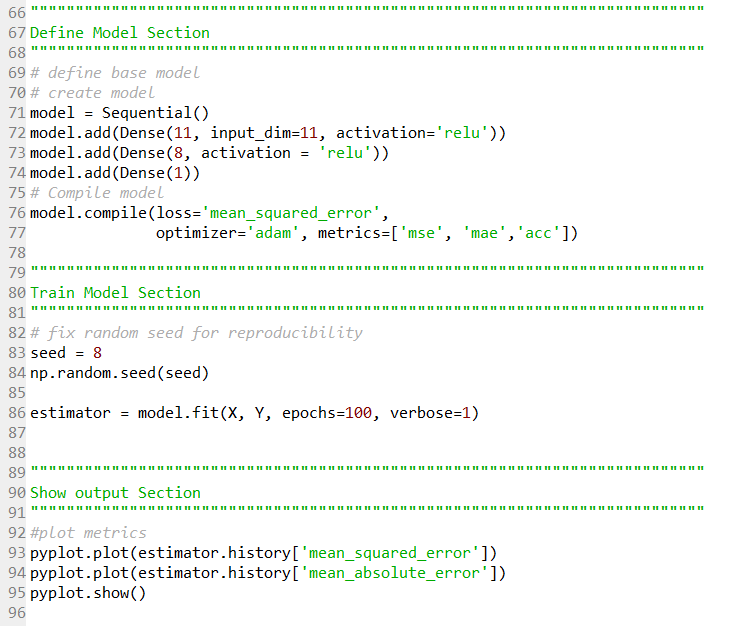 66 """""""""""""""""""""""""""""""""""""""""""""""""""""""""""""""""""""""""""
67 Define Model Section
68 """""""""""""""""""""""""""""""""""""""""""""""""""""""""""""""""""""""""""
69 # define base model
70 # create model
71 model = Sequential()
72 model.add(Dense(11, input_dim=11, activation='relu'))
73 model.add(Dense(8, activation = 'relu'))
74 model.add(Dense(1))
75 # Compile model
76 model.compile(loss='mean_squared_error',
77               optimizer='adam', metrics=['mse', 'mae','acc'])
78
79 """""""""""""""""""""""""""""""""""""""""""""""""""""""""""""""""""""""""""
80 Train Model Section
81 """""""""""""""""""""""""""""""""""""""""""""""""""""""""""""""""""""""""""
82 # fix random seed for reproducibility
83 seed = 8
84 np.random.seed(seed)
85
86 estimator = model.fit(X, Y, epochs=100, verbose=1)
87
88
89 """""""""""""""""""""""""""""""""""""""""""""""""""""""""""""""""""""""""""
90 Show output Section
91 """""""""""""""""""""""""""""""""""""""""""""""""""""""""""""""""""""""""""
92 #plot metrics
93 pyplot.plot(estimator.history['mean_squared_error'])
94 pyplot.plot(estimator.history['mean_absolute_error'])
95 pyplot.show()
96